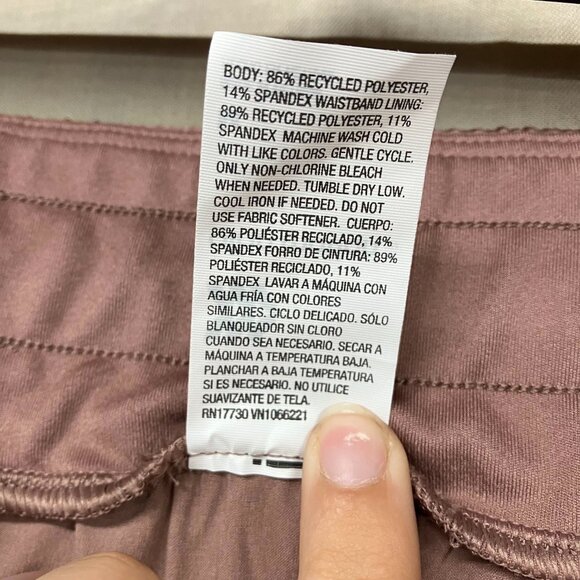 BODY: 86% RECYCLED POLYESTER,
14% SPANDEX WAISTBAND LINING:
89% RECYCLED POLYESTER, 11%
SPANDEX MACHINE WASH COLD
WITH LIKE COLORS. GENTLE CYCLE.
ONLY NON-CHLORINE BLEACH
WHEN NEEDED. TUMBLE DRY LOW.
COOL IRON IF NEEDED. DO NOT
USE FABRIC SOFTENER. CUERPO:
86% POLIÉSTER RECICLADO, 14%
SPANDEX FORRO DE CINTURA: 89%
POLIÉSTER RECICLADO, 11%
SPANDEX LAVAR A MÁQUINA CON
AGUA FRÍA CON COLORES
SIMILARES. CICLO DELICADO. SÓLO
BLANQUEADOR SIN CLORO
CUANDO SEA NECESARIO. SECAR A
MÁQUINA A TEMPERATURA BAJA.
PLANCHAR A BAJA TEMPERATURA
SI ES NECESARIO. NO UTILICE
SUAVIZANTE DE TELA.
RN17730 VN1066221